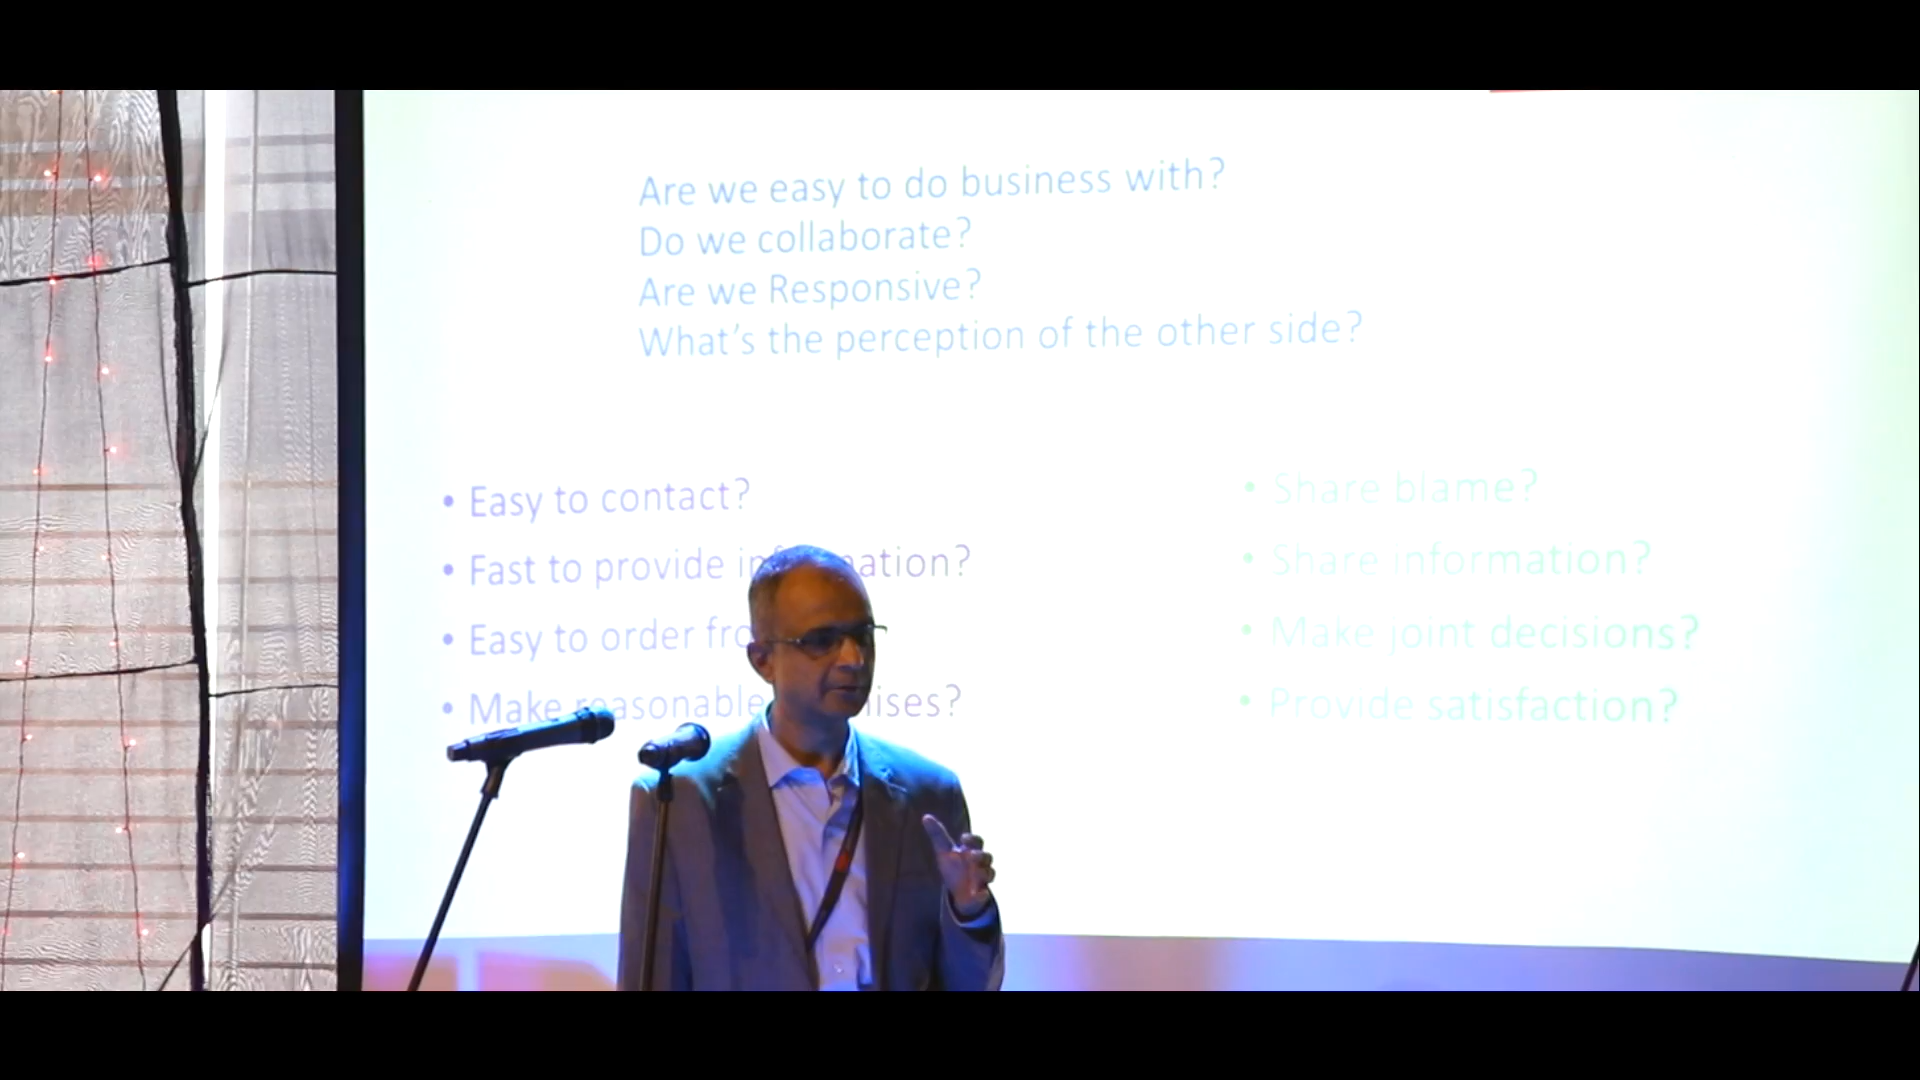 Are we easy to do business with?
Do we collaborate?
Are we Responsive?
What's the perception of the other side?
• Easy to contact?
• Fast to provide
• Easy to order
• Make reasonable
• Share blame?
• Share information?
• Make joint decisions?
• Provide satisfaction?